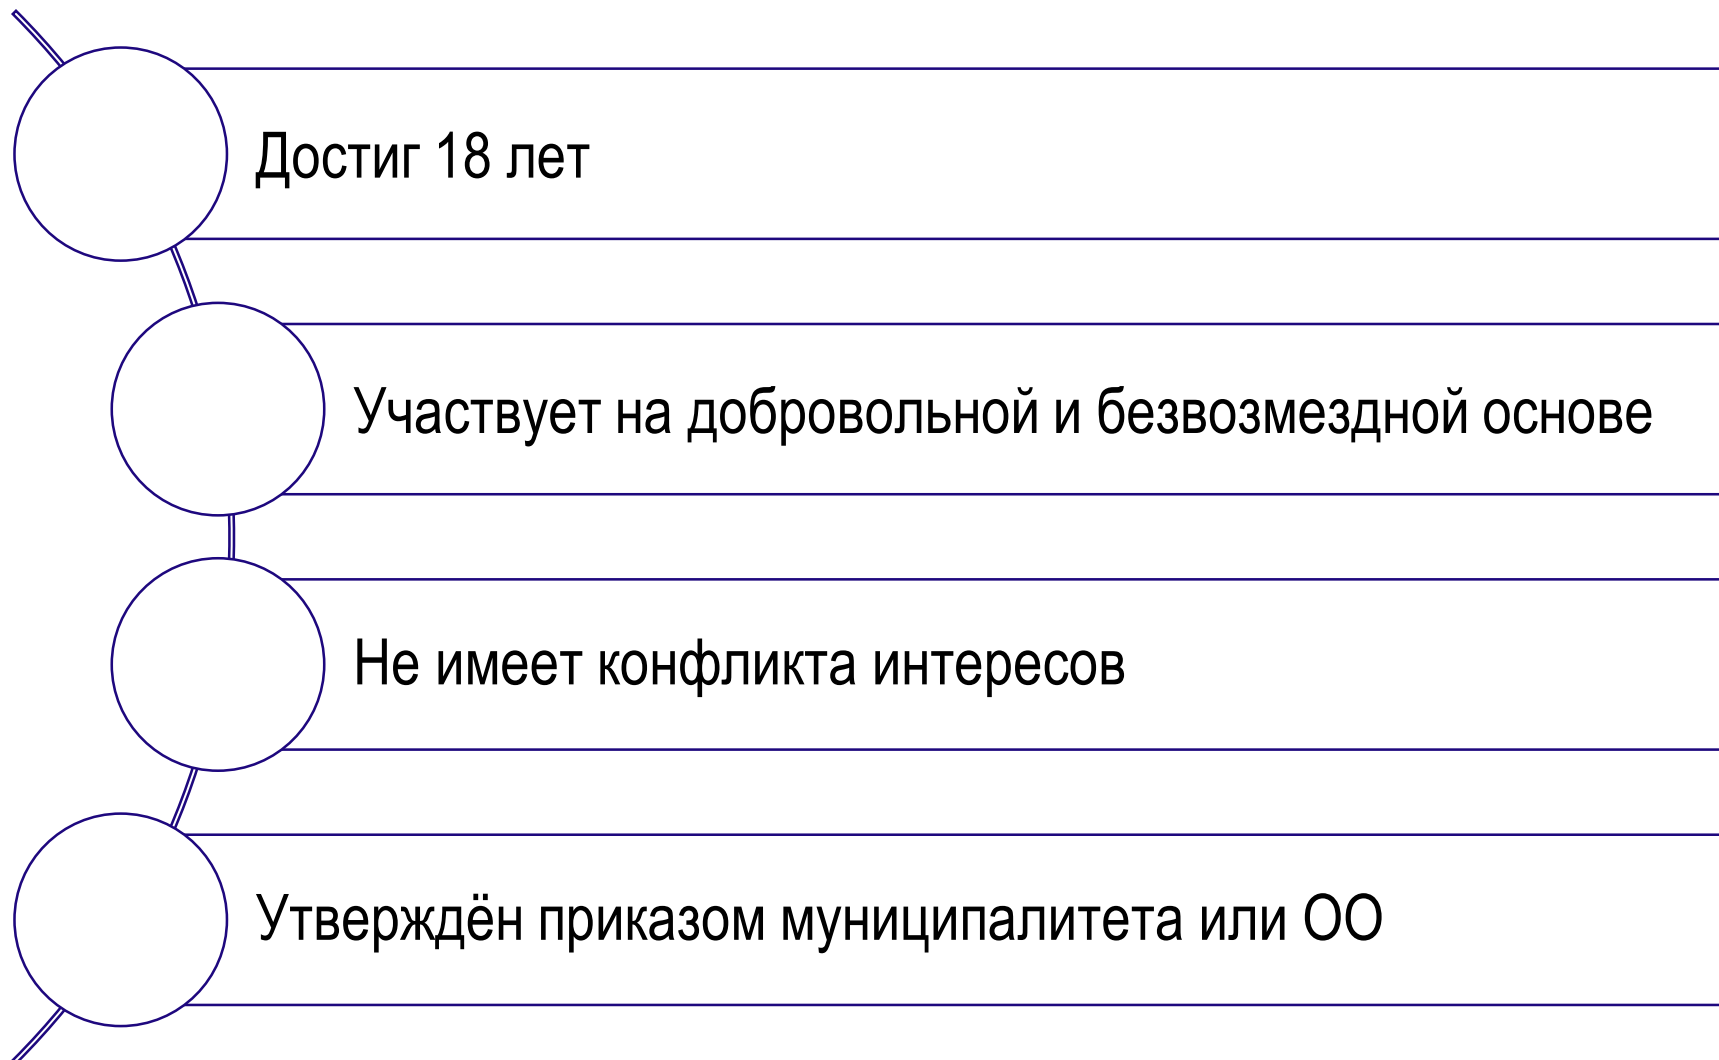 Достиг 18 лет
Участвует на добровольной и безвозмездной основе
Не имеет конфликта интересов
Утверждён приказом муниципалитета или ОО